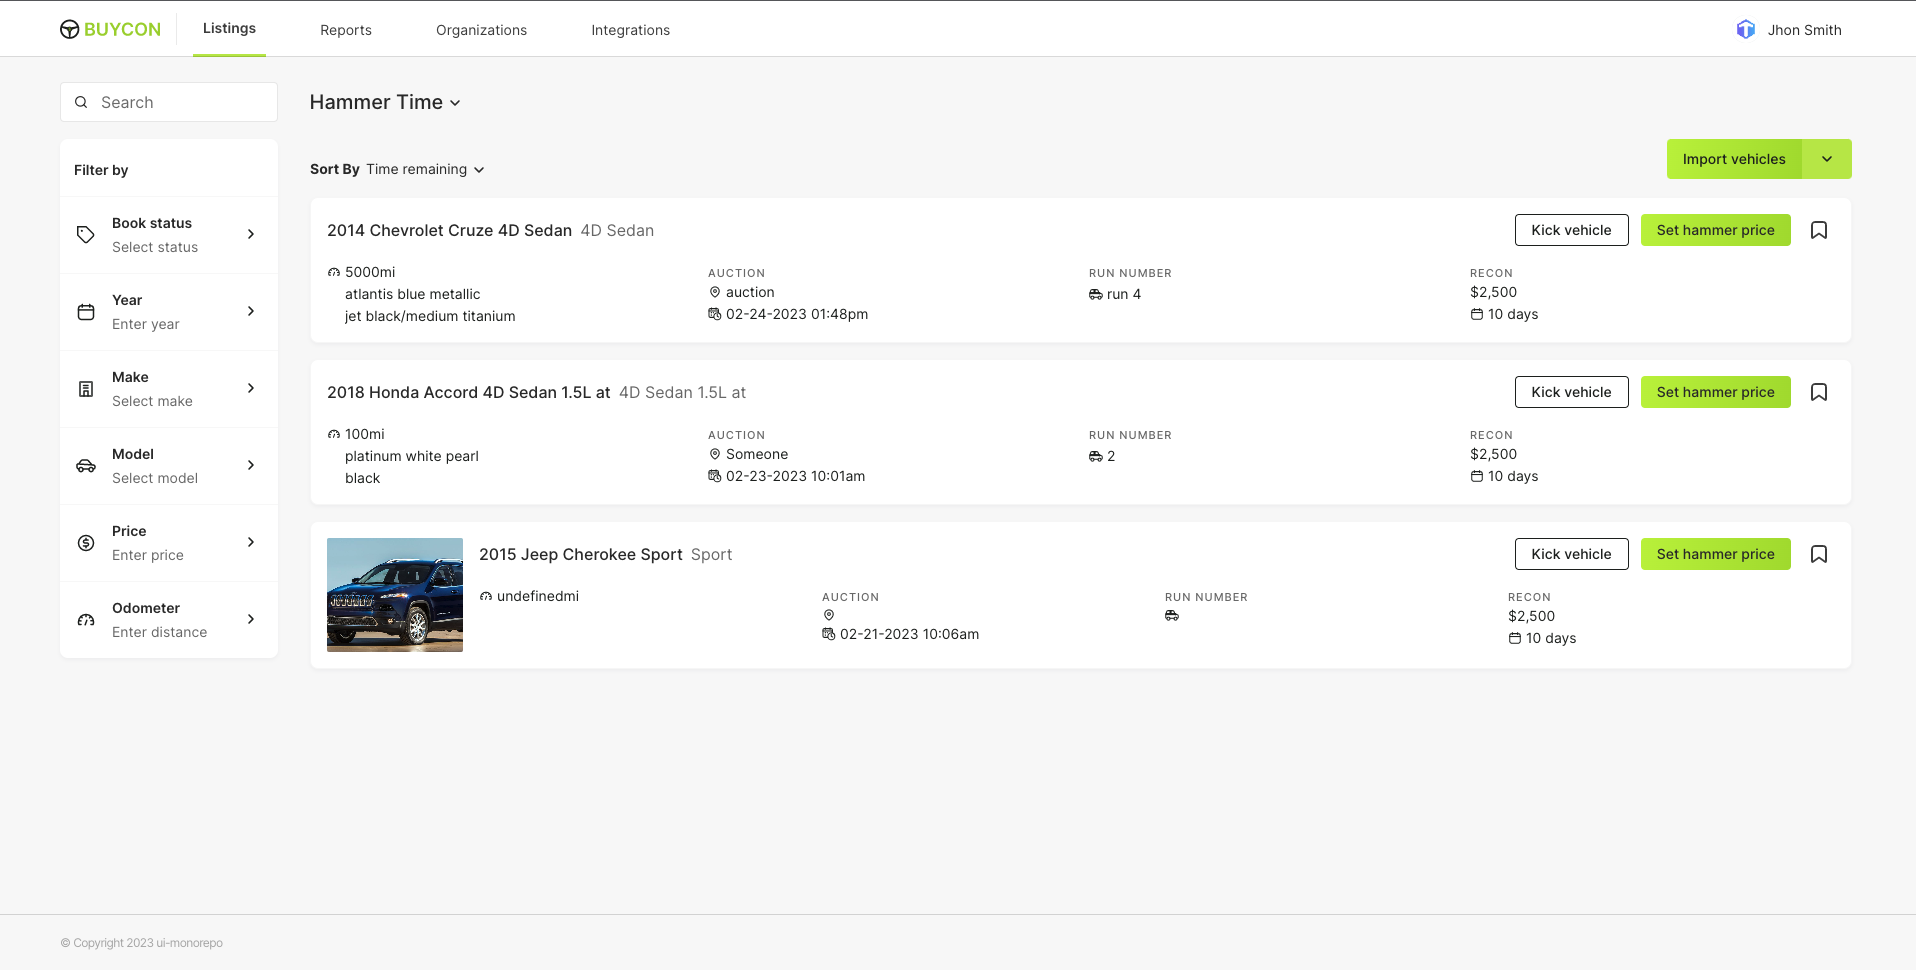 BUYCON
Listings
Reports
Organizations
Integrations
Jhon Smith
Search
Hammer Time
Filter by
Book status
Select status
Year
Enter year
Make
Select make
Model
Select model
Price
Enter price
Odometer
Enter distance
Sort By Time remaining
Import vehicles
2014 Chevrolet Cruze 4D Sedan 4D Sedan
Kick vehicle
Set hammer price
5000mi
atlantis blue metallic
jet black/medium titanium
AUCTION
auction
02-24-2023 01:48pm
RUN NUMBER
run 4
RECON
$2,500
10 days
2018 Honda Accord 4D Sedan 1.5L at 4D Sedan 1.5L at
Kick vehicle
Set hammer price
100mi
platinum white pearl
black
AUCTION
Someone
02-23-2023 10:01am
RUN NUMBER
2
RECON
$2,500
10 days
2015 Jeep Cherokee Sport Sport
Kick vehicle
Set hammer price
undefinedmi
AUCTION
02-21-2023 10:06am
RUN NUMBER
RECON
$2,500
10 days
© Copyright 2023 ui-monorepo